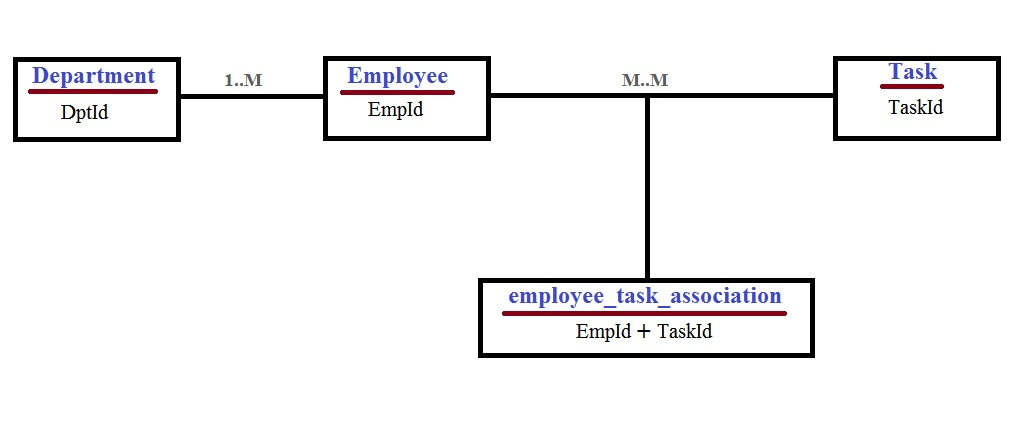 Department
DptId
1..M
Employee
EmpId
M..M
Task
TaskId
employee_task_association
EmpId + TaskId